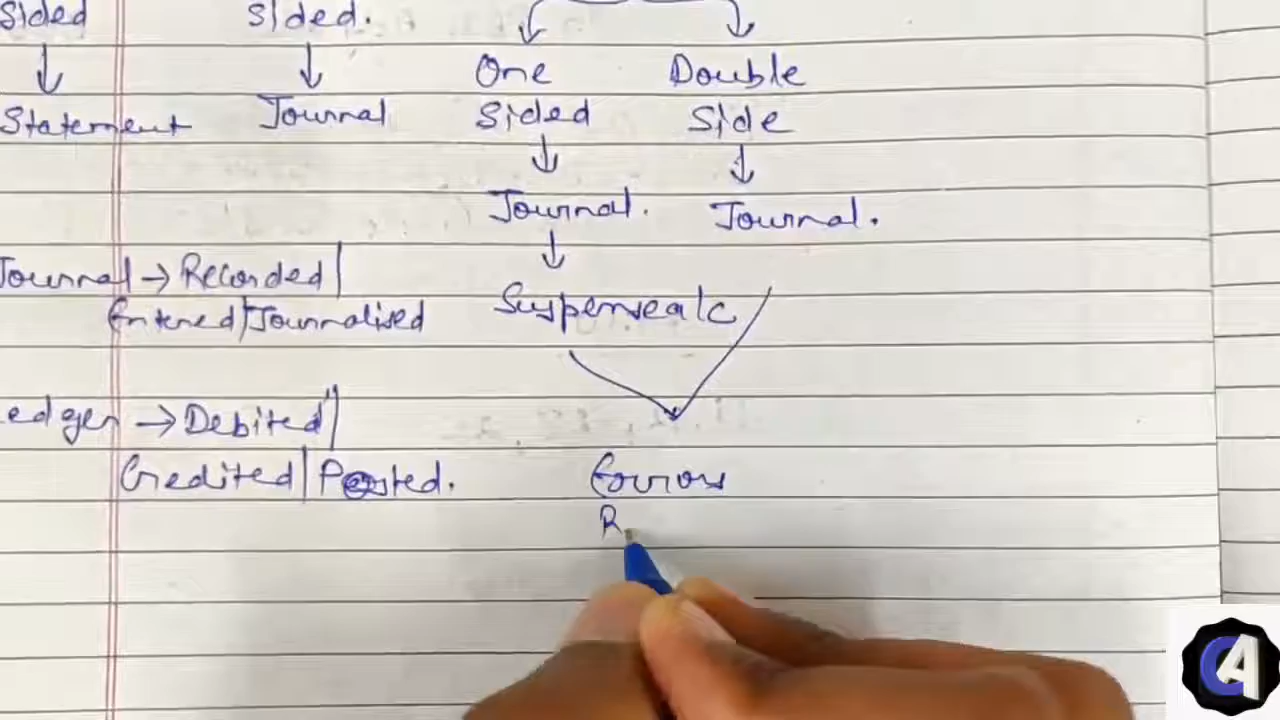 Sided Sided.
One Double
Statement Journal Sided Side
Journal. Journal.
Journal → Recorded|
Entered|Journalised Suspense a/c
edger → Debited|
Credited|Posted. Errors
R
CA